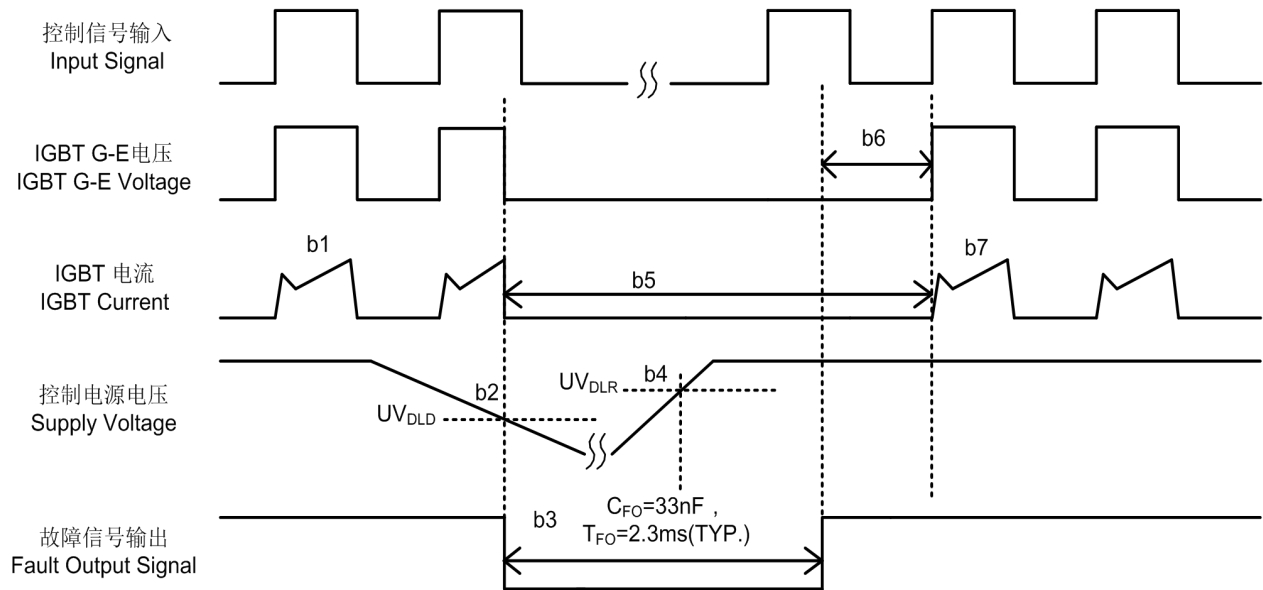 控制信号输入
Input Signal
IGBT G-E电压
IGBT G-E Voltage
b6
IGBT 电流
IGBT Current
b1
b5
b7
控制电源电压
Supply Voltage
UVDLD
b2
UVDLR
b4
故障信号输出
Fault Output Signal
b3
CFO=33nF ,
TFO=2.3ms(TYP.)